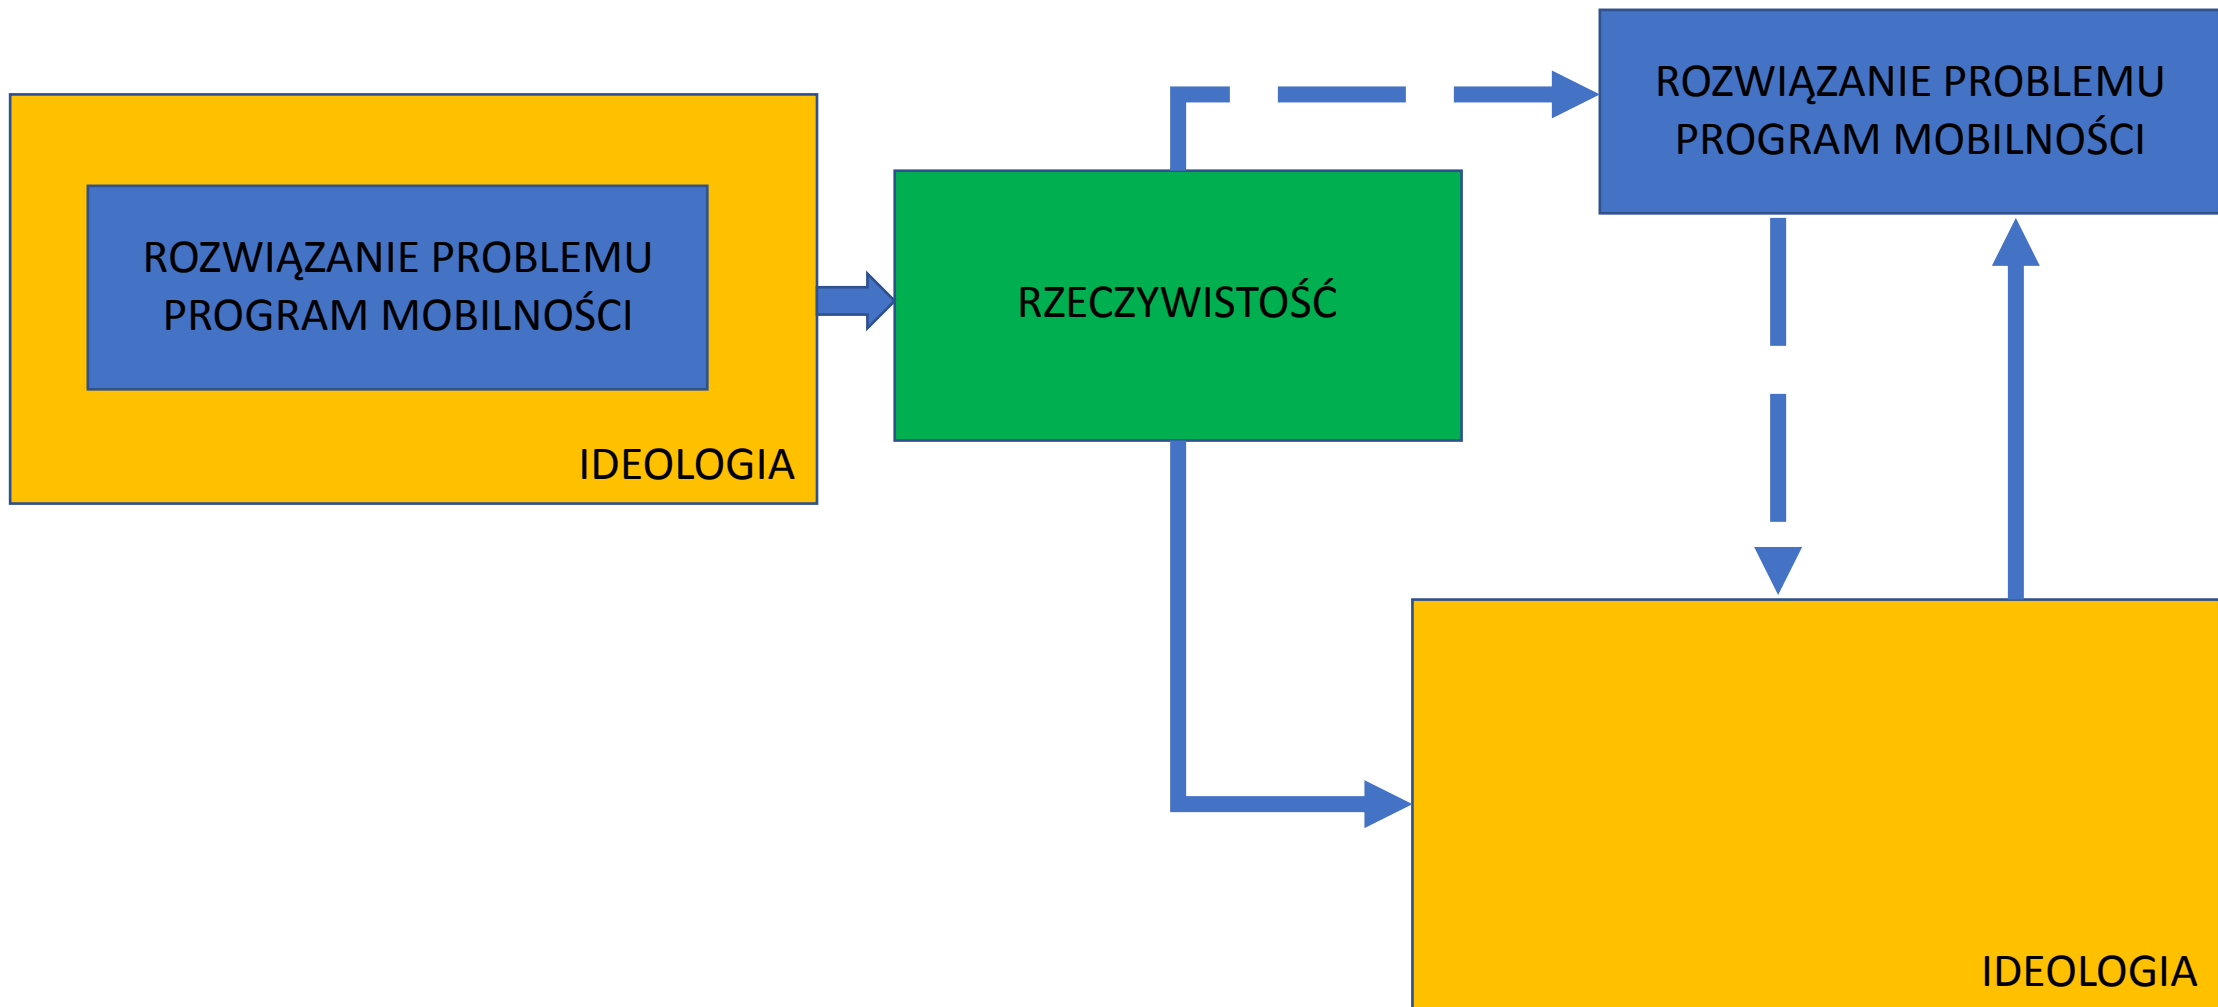 ROZWIĄZANIE PROBLEMU
PROGRAM MOBILNOŚCI
IDEOLOGIA
RZECZYWISTOŚĆ
ROZWIĄZANIE PROBLEMU
PROGRAM MOBILNOŚCI
IDEOLOGIA